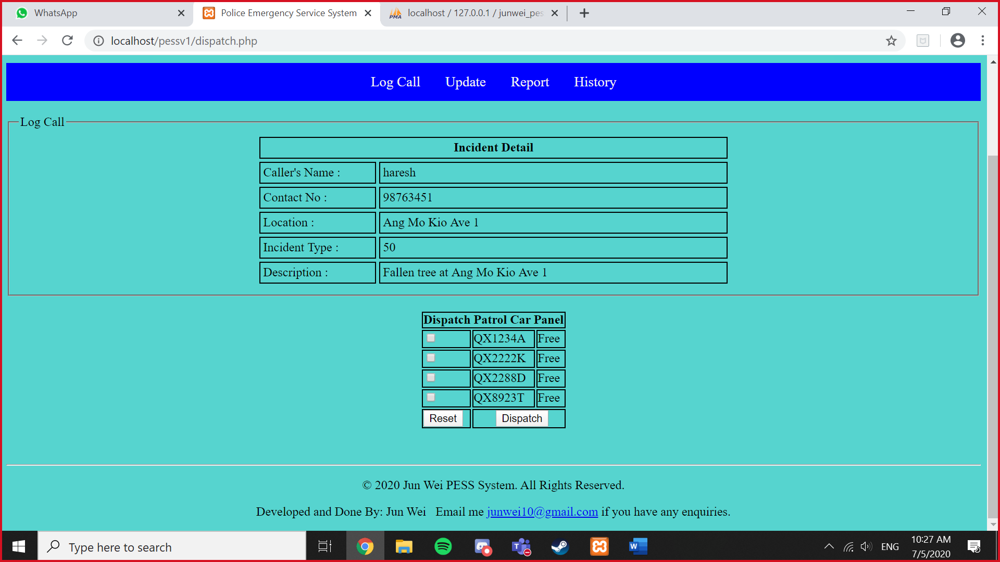 WhatsApp
Police Emergency Service System
PMA
localhost / 127.0.0.1 / junwei_pes
localhost/pessv1/dispatch.php
Log Call Update Report History
Log Call
Incident Detail
Caller's Name : haresh
Contact No : 98763451
Location : Ang Mo Kio Ave 1
Incident Type : 50
Description : Fallen tree at Ang Mo Kio Ave 1
Dispatch Patrol Car Panel
QX1234A Free
QX2222K Free
QX2288D Free
QX8923T Free
Reset Dispatch
© 2020 Jun Wei PESS System. All Rights Reserved.
Developed and Done By: Jun Wei   Email me junwei10@gmail.com if you have any enquiries.
Type here to search
T
W
ENG
10:27 AM
7/5/2020